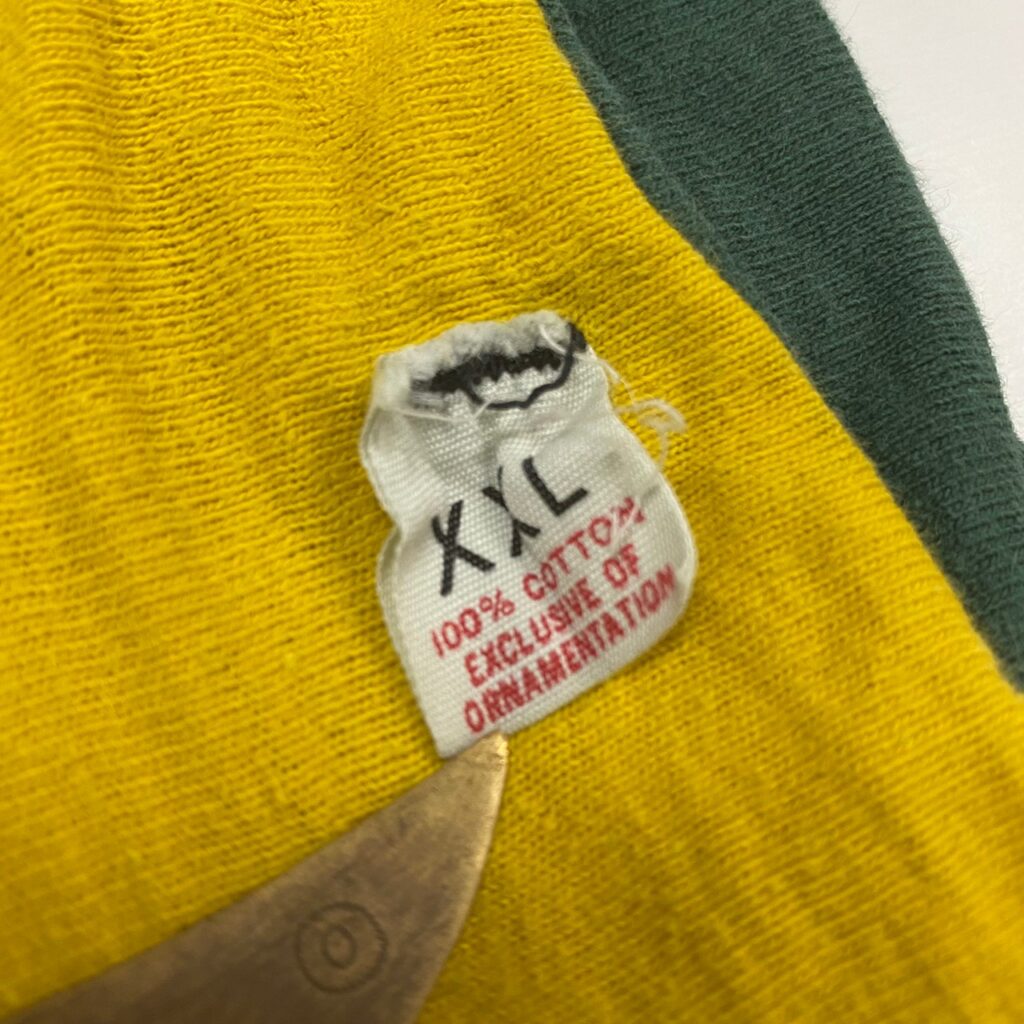 XXL
100% COTTON
EXCLUSIVE OF
ORNAMENTATION